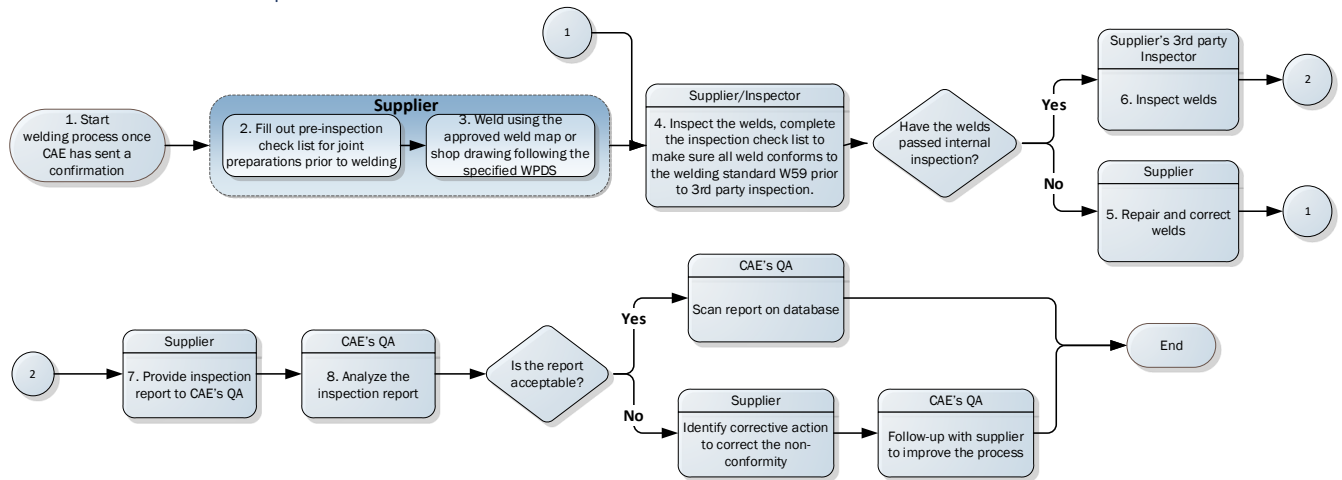 1
1. Start
welding process once
CAE has sent a
confirmation
Supplier
2. Fill out pre-inspection
check list for joint
preparations prior to welding
3. Weld using the
approved weld map or
shop drawing following the
specified WPDS
Supplier/Inspector
4. Inspect the welds, complete
the inspection check list to
make sure all weld conforms to
the welding standard W59 prior
to 3rd party inspection.
Have the welds
passed internal
inspection?
Yes
No
Supplier's 3rd party
Inspector
6. Inspect welds
2
Supplier
5. Repair and correct
welds
1
2
Supplier
7. Provide inspection
report to CAE's QA
CAE's QA
8. Analyze the
inspection report
Is the report
acceptable?
Yes
No
CAE's QA
Scan report on database
Supplier
Identify corrective action
to correct the non-
conformity
CAE's QA
Follow-up with supplier
to improve the process
End